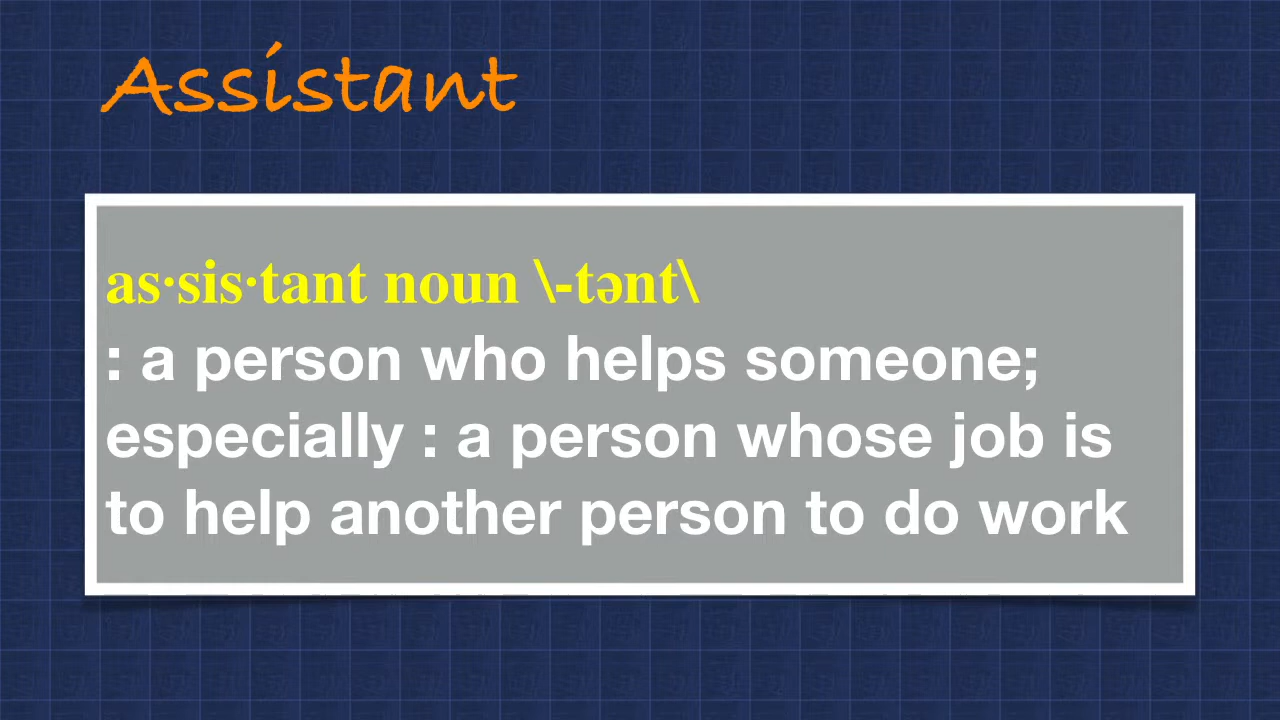 Assistant
as·sis·tant noun \-tənt\
: a person who helps someone;
especially : a person whose job is
to help another person to do work